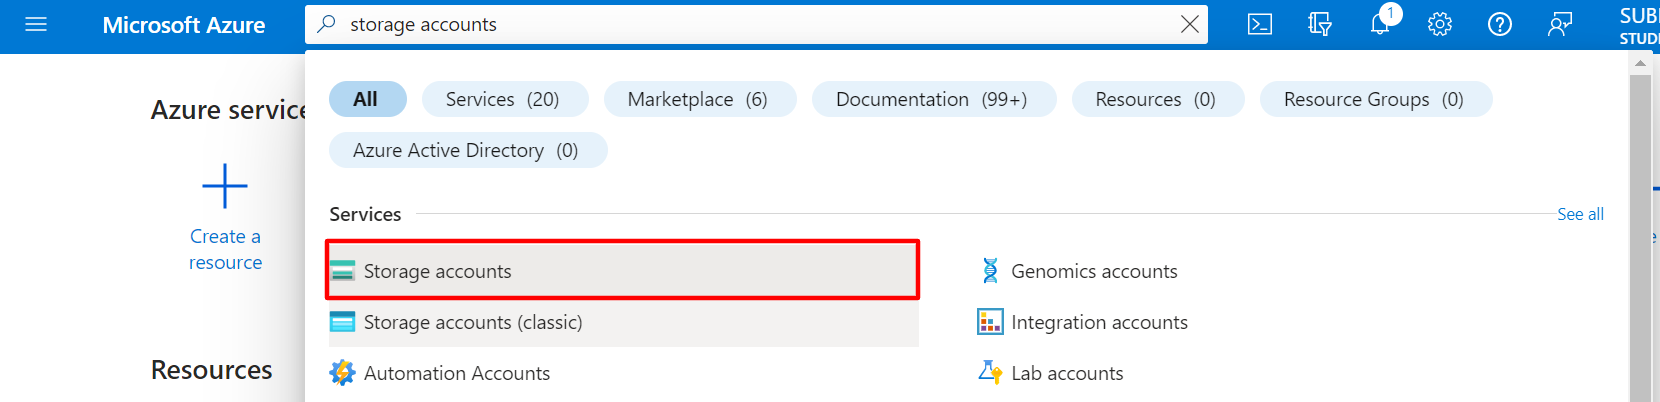 Microsoft Azure
storage accounts
1
SUB
STUD
All
Services (20)
Marketplace (6)
Documentation (99+)
Resources (0)
Resource Groups (0)
Azure Active Directory (0)
Azure service
Create a
resource
Services
See all
Storage accounts
Genomics accounts
Storage accounts (classic)
Integration accounts
Automation Accounts
Lab accounts
Resources